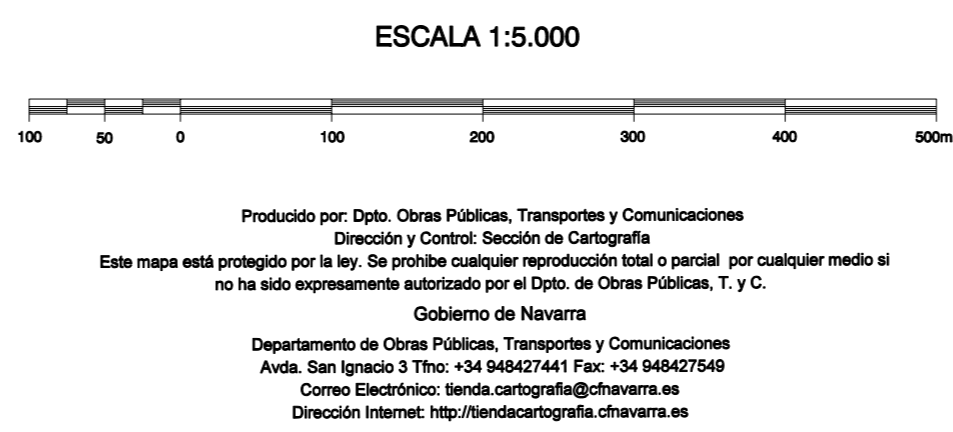 ESCALA 1:5.000
100 50 0 100 200 300 400 500m
Producido por: Dpto. Obras Públicas, Transportes y Comunicaciones
Dirección y Control: Sección de Cartografía
Este mapa está protegido por la ley. Se prohibe cualquier reproducción total o parcial por cualquier medio si
no ha sido expresamente autorizado por el Dpto. de Obras Públicas, T. y C.
Gobierno de Navarra
Departamento de Obras Públicas, Transportes y Comunicaciones
Avda. San Ignacio 3 Tfno: +34 948427441 Fax: +34 948427549
Correo Electrónico: tienda.cartografia@cfnavarra.es
Dirección Internet: http://tiendacartografia.cfnavarra.es